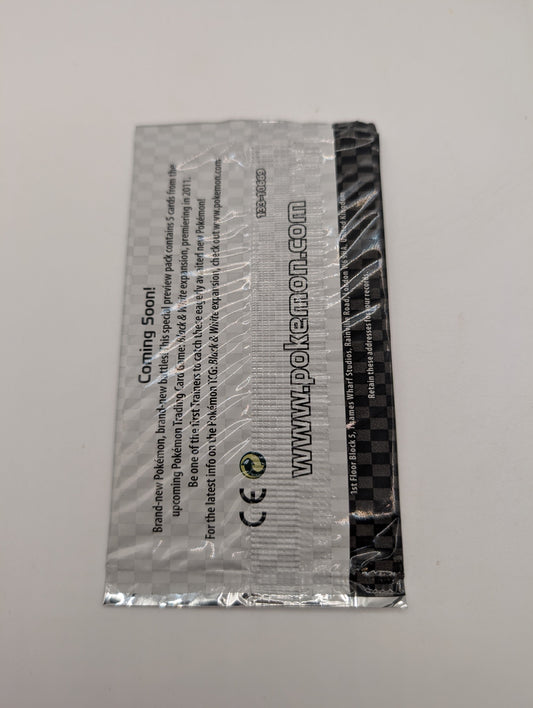 Coming Soon!
Brand-new Pokémon, brand-new battles! This special preview pack contains 5 cards from the
upcoming Pokémon Trading Card Game: Black & White expansion, premiering in 2011.
Be one of the first Trainers to catch these eagerly awaited new Pokémon!
For the latest info on the Pokémon TCG: Black & White expansion, check out www.pokemon.com
CE
133-10663
www.pokemon.com
1st Floor Block 5, Thames Wharf Studios, Rainville Road, London W6 9HA, United Kingdom
Retain these addresses for your records.